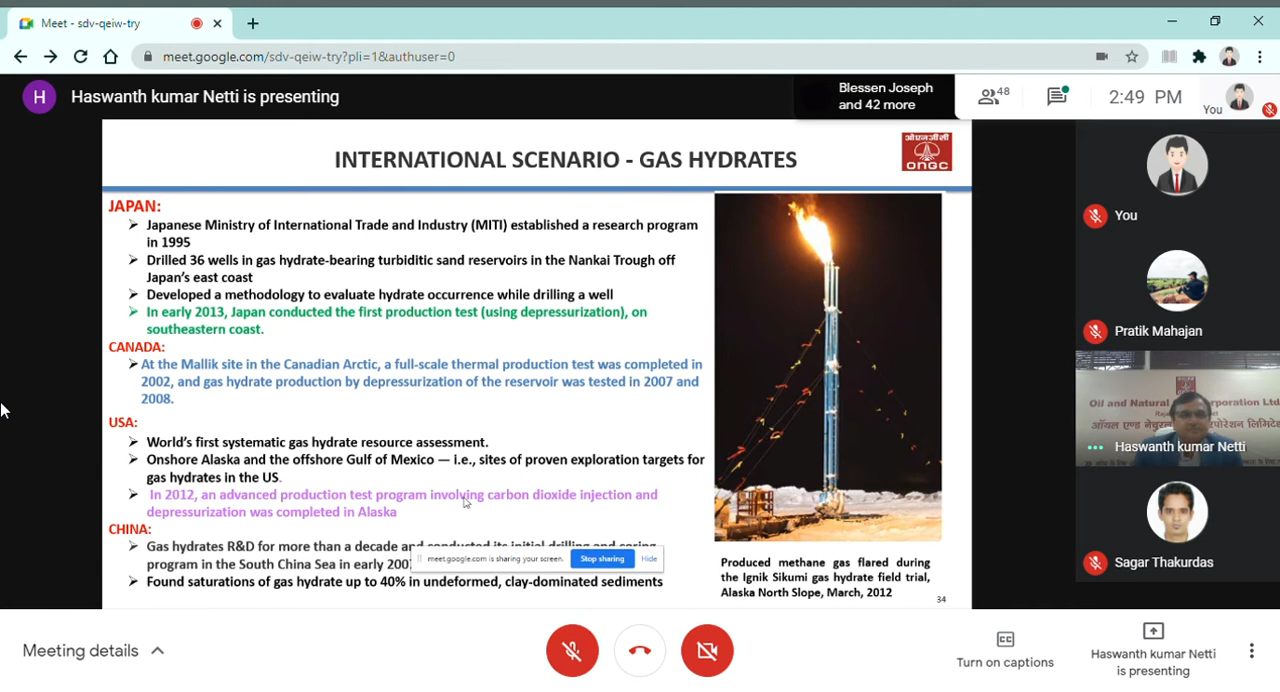 Meet - sdv-qeiw-try
meet.google.com/sdv-qeiw-try?pli=1&authuser=0
H
Haswanth kumar Netti is presenting
Blessen Joseph
and 42 more
48
2:49 PM
You
INTERNATIONAL SCENARIO - GAS HYDRATES
ओएनजीसी
ONGC
JAPAN:
Japanese Ministry of International Trade and Industry (MITI) established a research program
in 1995
Drilled 36 wells in gas hydrate-bearing turbiditic sand reservoirs in the Nankai Trough off
Japan's east coast
Developed a methodology to evaluate hydrate occurrence while drilling a well
In early 2013, Japan conducted the first production test (using depressurization), on
southeastern coast.
CANADA:
At the Mallik site in the Canadian Arctic, a full-scale thermal production test was completed in
2002, and gas hydrate production by depressurization of the reservoir was tested in 2007 and
2008.
USA:
World's first systematic gas hydrate resource assessment.
Onshore Alaska and the offshore Gulf of Mexico — i.e., sites of proven exploration targets for
gas hydrates in the US.
In 2012, an advanced production test program involving carbon dioxide injection and
depressurization was completed in Alaska
CHINA:
Gas hydrates R&D for more than a decade and conducted its initial drilling and coring
program in the South China Sea in early
meet.google.com is sharing your screen.
Stop sharing
Hide
Found saturations of gas hydrate up to 40% in undeformed, clay-dominated sediments
Produced methane gas flared during
the Ignik Sikumi gas hydrate field trial,
Alaska North Slope, March, 2012
34
You
Pratik Mahajan
Oil and Natural Corporation Ltd
Haswanth kumar Netti
Sagar Thakurdas
Meeting details
CC
Turn on captions
Haswanth kumar Netti
is presenting